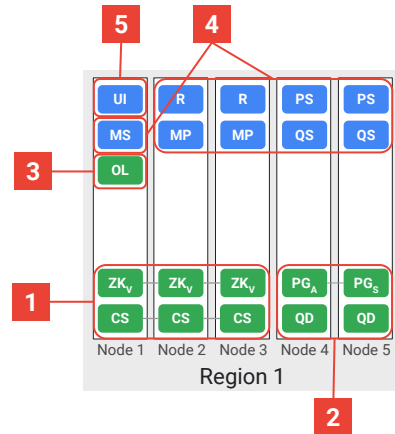 5 4
UI R R PS PS
MS MP MP QS QS
3 OL
1 ZKV ZKV ZKV PGA PGS
CS CS CS QD QD
Node 1 Node 2 Node 3 Node 4 Node 5
Region 1
2